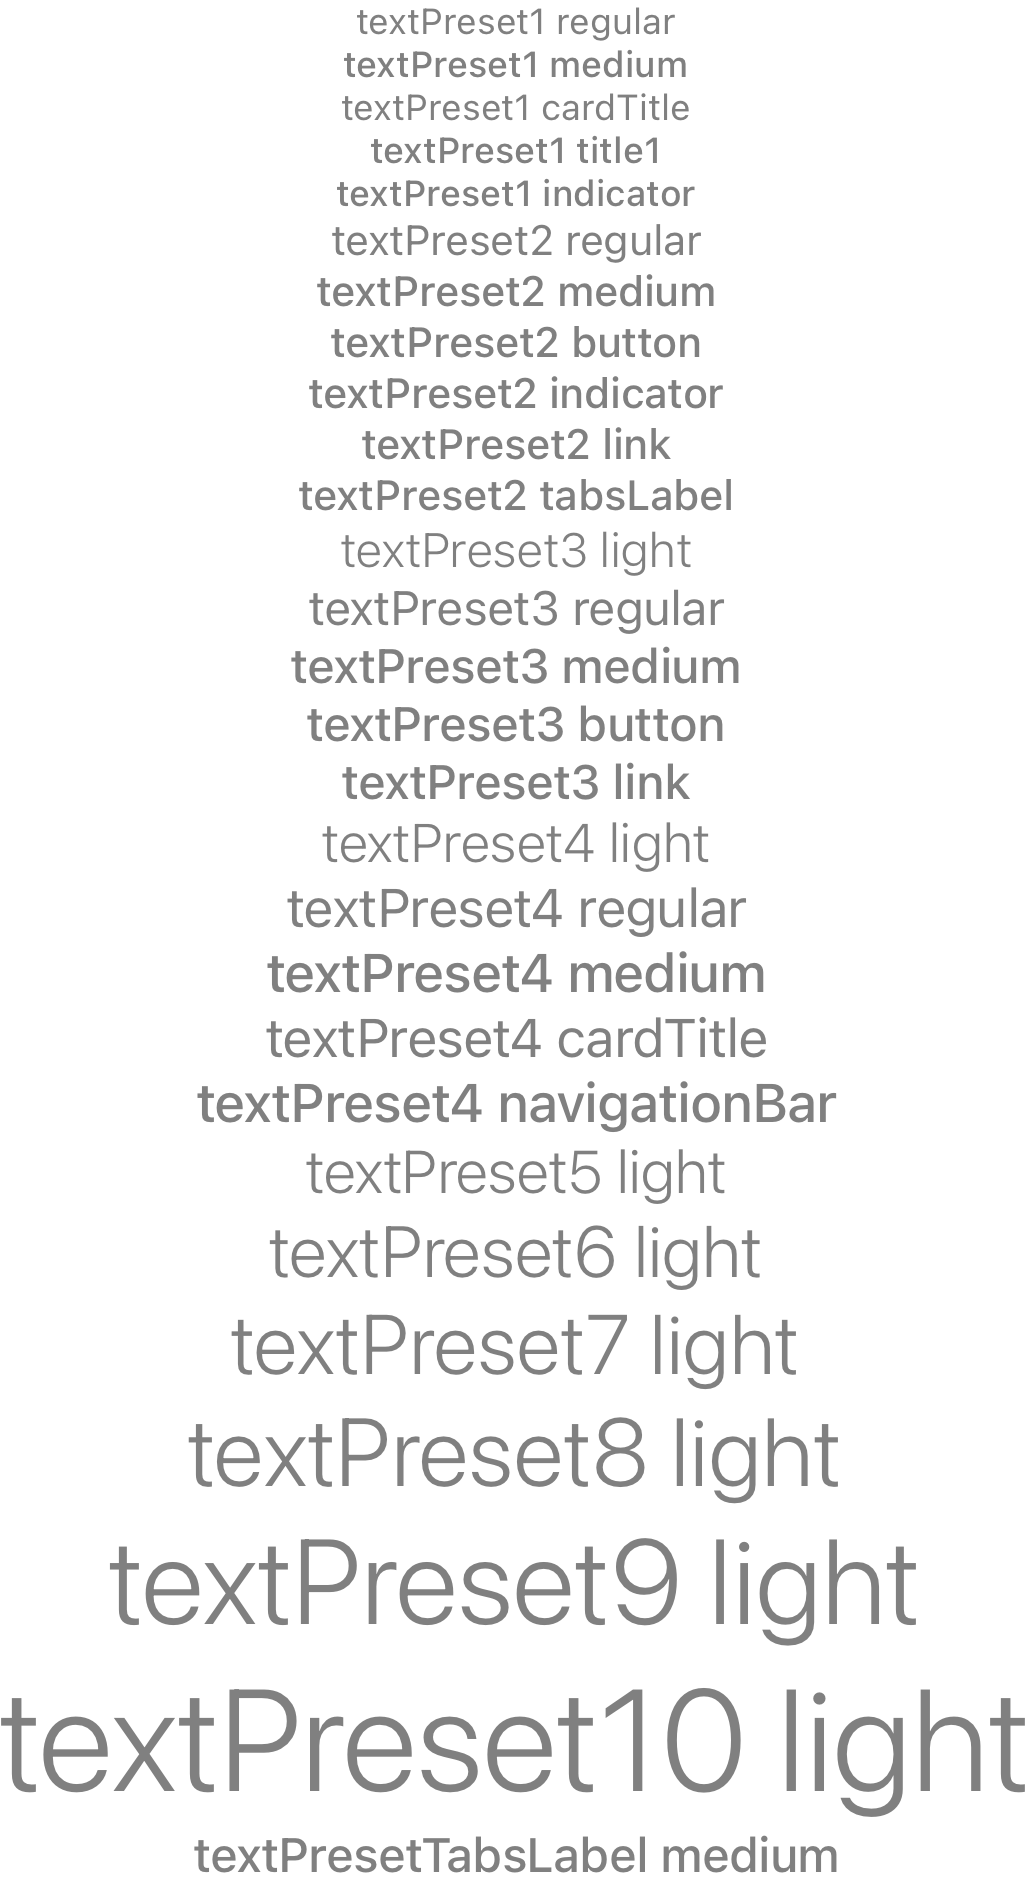 textPreset1 regular
textPreset1 medium
textPreset1 cardTitle
textPreset1 title1
textPreset1 indicator
textPreset2 regular
textPreset2 medium
textPreset2 button
textPreset2 indicator
textPreset2 link
textPreset2 tabsLabel
textPreset3 light
textPreset3 regular
textPreset3 medium
textPreset3 button
textPreset3 link
textPreset4 light
textPreset4 regular
textPreset4 medium
textPreset4 cardTitle
textPreset4 navigationBar
textPreset5 light
textPreset6 light
textPreset7 light
textPreset8 light
textPreset9 light
textPreset10 light
textPresetTabsLabel medium